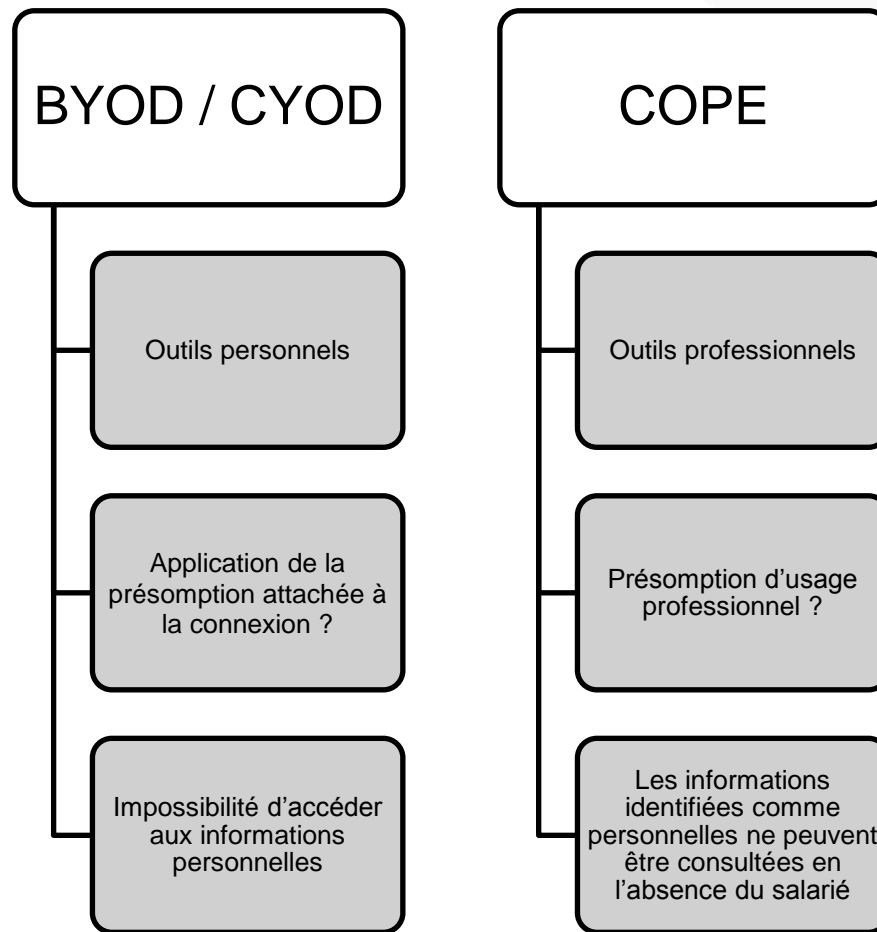 BYOD / CYOD
Outils personnels
Application de la
présomption attachée à
la connexion ?
Impossibilité d’accéder
aux informations
personnelles
COPE
Outils professionnels
Présomption d’usage
professionnel ?
Les informations
identifiées comme
personnelles ne peuvent
être consultées en
l’absence du salarié